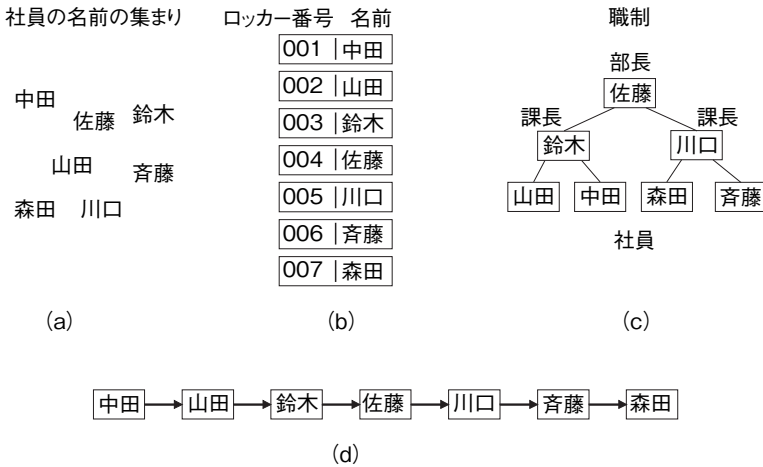 社員の名前の集まり
中田
佐藤 鈴木
山田
斉藤
森田 川口
(a)
ロッカー番号 名前
001 | 中田
002 | 山田
003 | 鈴木
004 | 佐藤
005 | 川口
006 | 斉藤
007 | 森田
(b)
職制
部長
佐藤
課長 課長
鈴木 川口
山田 中田 森田 斉藤
社員
(c)
中田 山田 鈴木 佐藤 川口 斉藤 森田
(d)